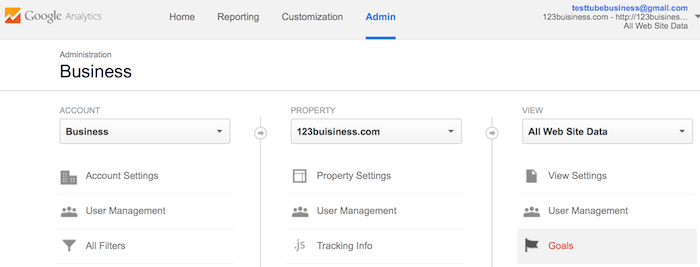 Google Analytics
Home Reporting Customization Admin
testtubebusiness@gmail.com
123buisiness.com - http://123buisines...
All Web Site Data
Administration
Business
ACCOUNT
Business
Account Settings
User Management
All Filters
PROPERTY
123buisiness.com
Property Settings
User Management
.js Tracking Info
VIEW
All Web Site Data
View Settings
User Management
Goals